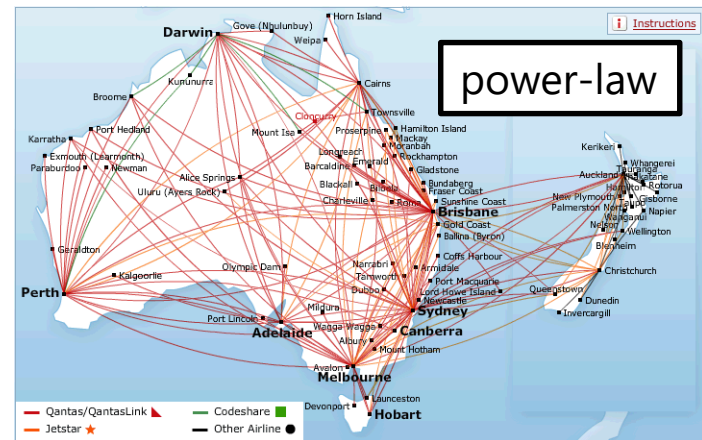 Horn Island
Gove (Nhulunbuy)
Instructions
Darwin
Weipa
power-law
Kununurra
Cairns
Broome
Cloncurry
Townsville
Port Hedland
Mount Isa
Proserpine
Hamilton Island
Karratha
Mackay
Moranbah
Kerikeri
Longreach
Rockhampton
Exmouth (Learmonth)
Emerald
Whangerei
Barcaldine
Tauranga
Paraburdoo
Newman
Gladstone
Auckland
Alice Springs
Blackall
Biloela
Bundaberg
Rotorua
Uluru (Ayers Rock)
Fraser Coast
Hamilton
Charleville
Roma
Sunshine Coast
New Plymouth
Gisborne
Brisbane
Palmerston North
Taupo
Napier
Gold Coast
Wanganui
Geraldton
Ballina (Byron)
Nelson
Wellington
Blenheim
Coffs Harbour
Olympic Dam
Narrabri
Armidale
Kalgoorlie
Tamworth
Christchurch
Port Macquarie
Perth
Dubbo
Lord Howe Island
Queenstown
Newcastle
Mildura
Sydney
Dunedin
Port Lincoln
Invercargill
Adelaide
Wagga Wagga
Canberra
Albury
Mount Hotham
Avalon
Melbourne
Launceston
Devonport
Hobart
Qantas/QantasLink
Codeshare
Jetstar
Other Airline